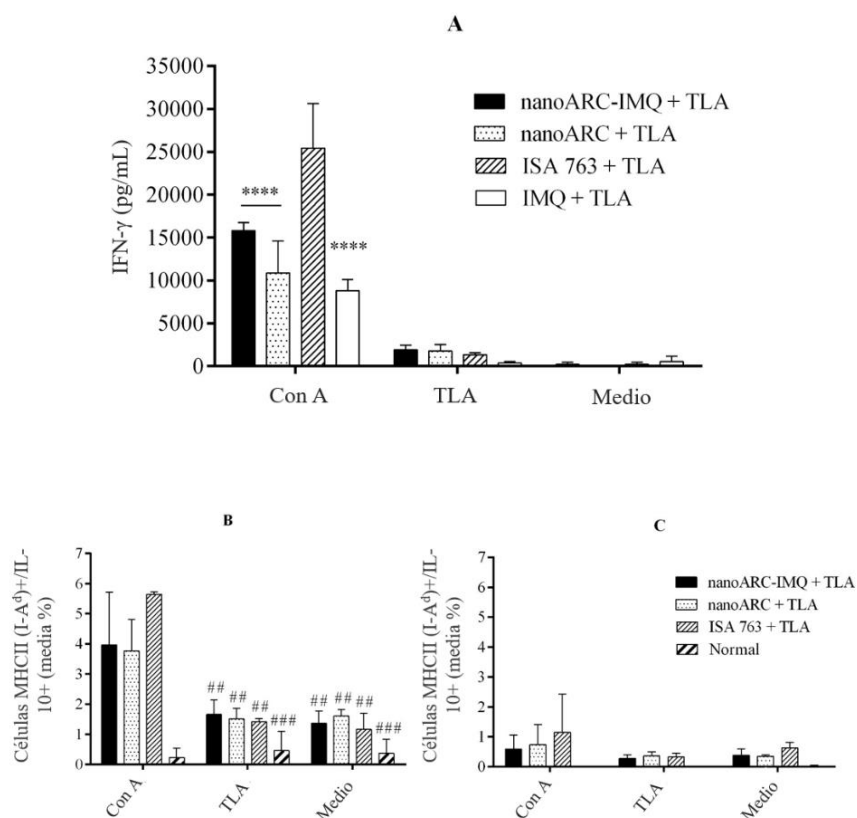 A
35000
30000
25000
20000
15000
10000
5000
0
IFN-γ (pg/mL)
****
****
nanoARC-IMQ + TLA
nanoARC + TLA
ISA 763 + TLA
IMQ + TLA
Con A
TLA
Medio
B
Células MHCII (I-Aᵈ)+/IL-
10+ (media %)
7
6
5
4
3
2
1
0
## ## ## ###
## ## ## ###
Con A
TLA
Medio
C
Células MHCII (I-Aᵈ)+/IL-
10+ (media %)
7
6
5
4
3
2
1
0
nanoARC-IMQ + TLA
nanoARC + TLA
ISA 763 + TLA
Normal
Con A
TLA
Medio